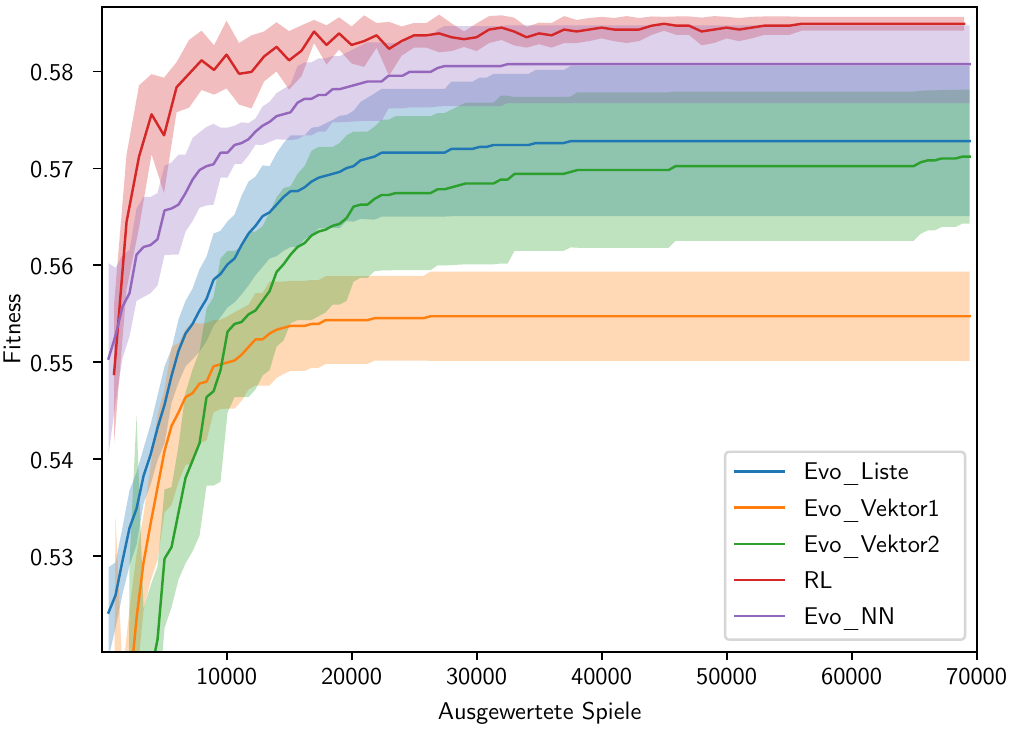 Fitness
0.58
0.57
0.56
0.55
0.54
0.53
10000 20000 30000 40000 50000 60000 70000
Ausgewertete Spiele
Evo_Liste
Evo_Vektor1
Evo_Vektor2
RL
Evo_NN